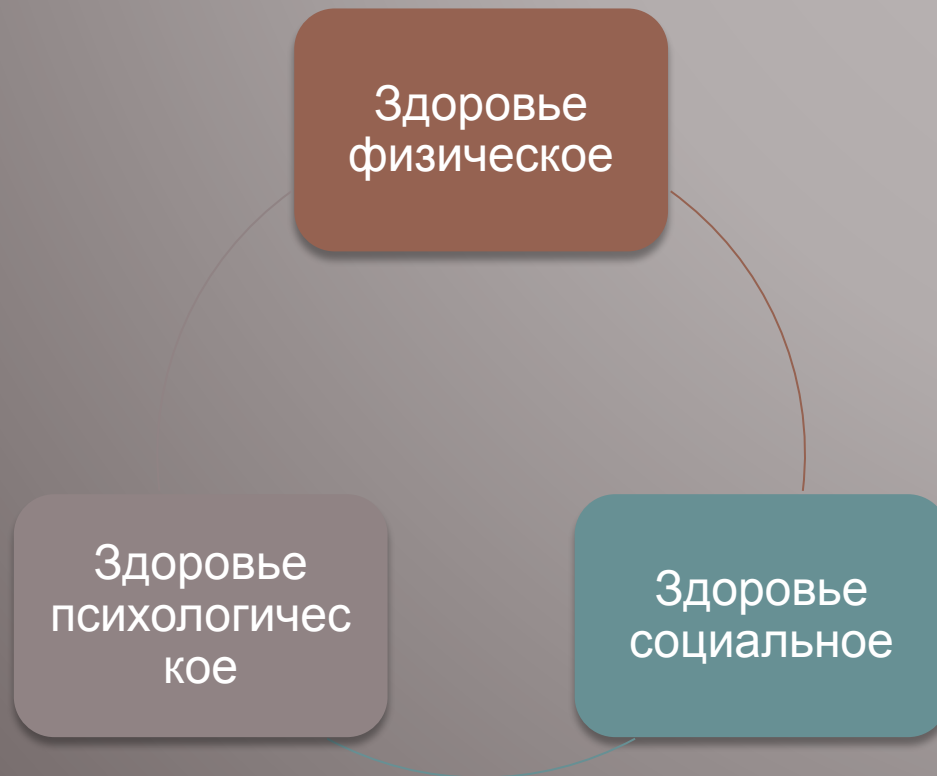 Здоровье
физическое
Здоровье
психологичес
кое
Здоровье
социальное